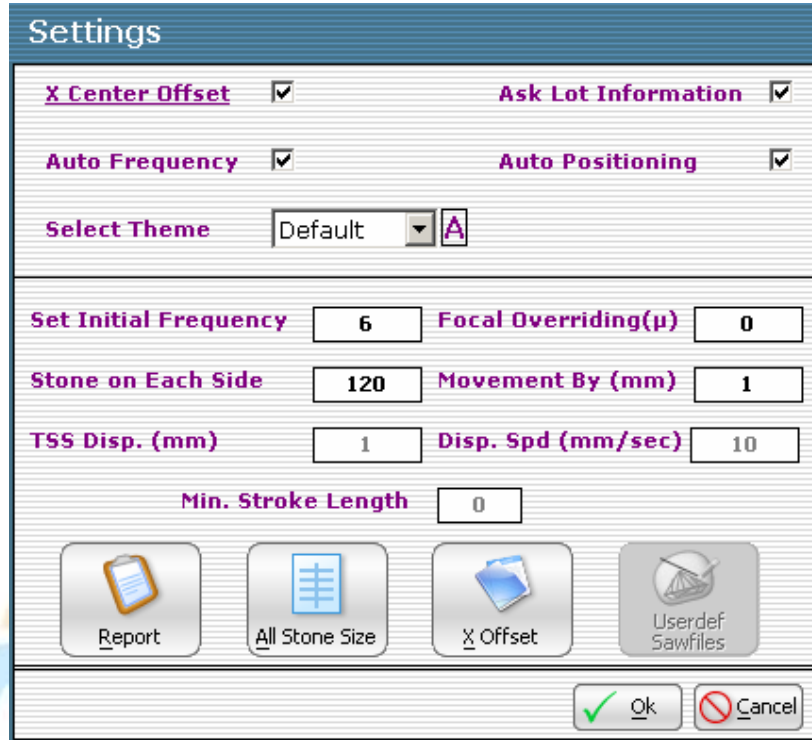 Settings
X Center Offset Ask Lot Information
Auto Frequency Auto Positioning
Select Theme Default A
Set Initial Frequency 6 Focal Overriding(µ) 0
Stone on Each Side 120 Movement By (mm) 1
TSS Disp. (mm) 1 Disp. Spd (mm/sec) 10
Min. Stroke Length 0
Report All Stone Size X Offset Userdef
Sawfiles
Ok Cancel